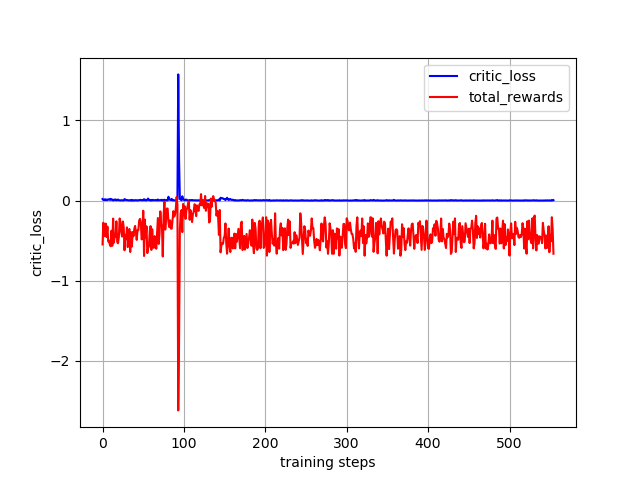 critic_loss
total_rewards
critic_loss
1
0
−1
−2
0
100
200
300
400
500
training steps